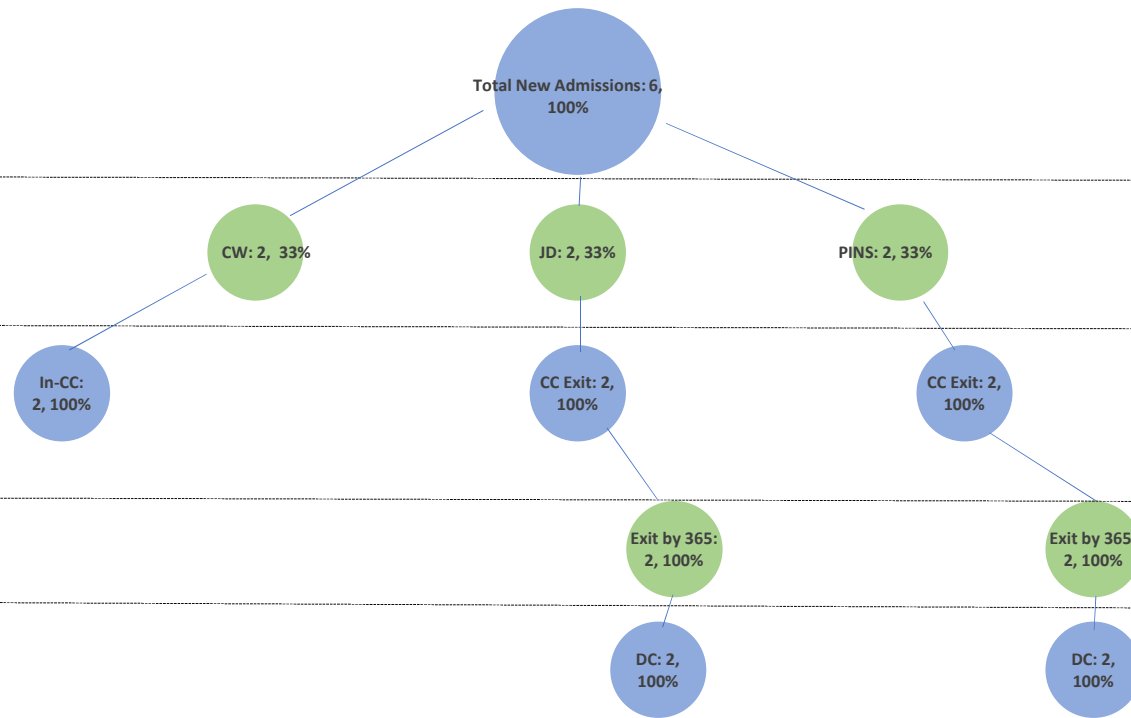 Total New Admissions: 6,
100%
CW: 2,  33%
JD: 2, 33%
PINS: 2, 33%
In-CC:
2, 100%
CC Exit: 2,
100%
CC Exit: 2,
100%
Exit by 365:
2, 100%
Exit by 365
2, 100%
DC: 2,
100%
DC: 2,
100%